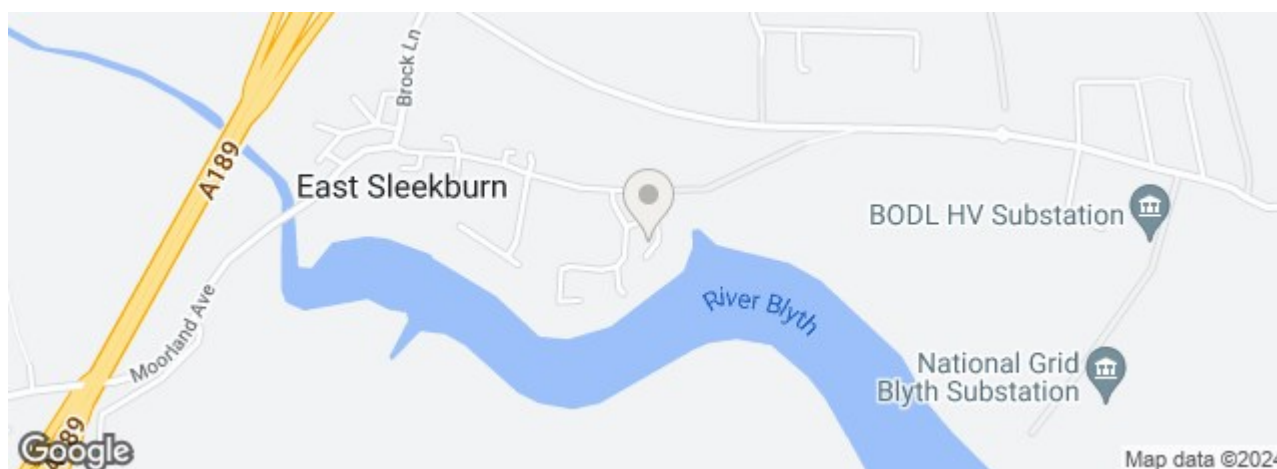 Brock Ln
A189
East Sleekburn
BODL HV Substation
River Blyth
Moorland Ave
National Grid
Blyth Substation
A189
Google
Map data ©2024